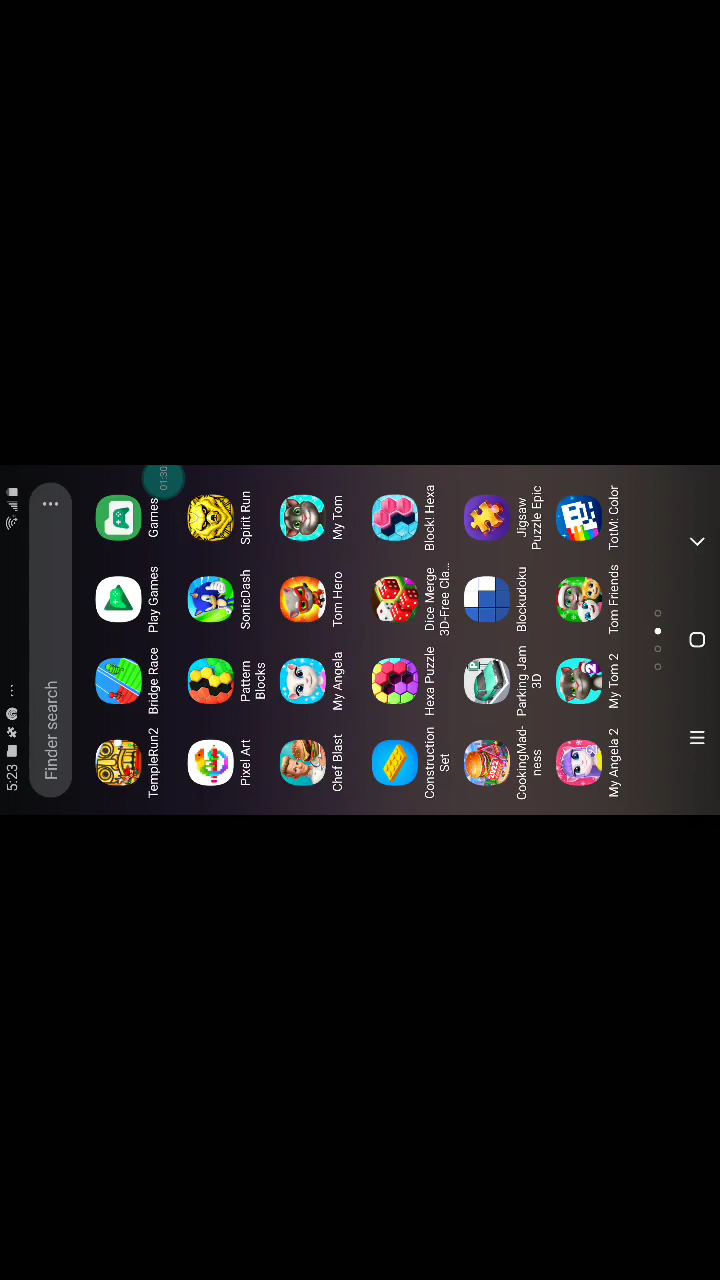 5:23
Finder search
01:30
TempleRun2
Bridge Race
Play Games
Games
Pixel Art
Pattern
Blocks
SonicDash
Spirit Run
Chef Blast
My Angela
Tom Hero
My Tom
Construction
Set
Hexa Puzzle
Dice Merge
3D-Free Cla...
Block! Hexa
CookingMad-
ness
Parking Jam
3D
Blockudoku
Jigsaw
Puzzle Epic
My Angela 2
My Tom 2
Tom Friends
TotM: Color